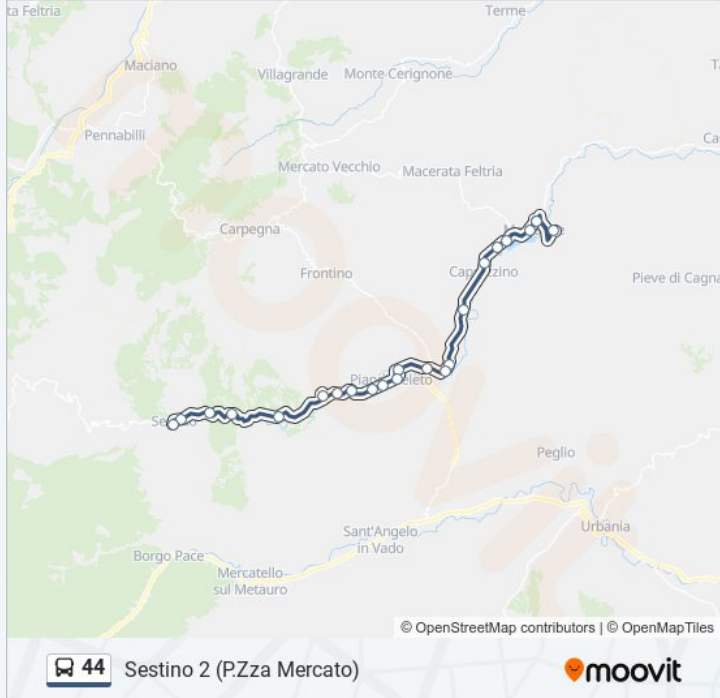 ta Feltria
Terme
Maciano
Villagrande
Monte Cerignone
Pennabilli
Mercato Vecchio
Macerata Feltria
Carpegna
Frontino
Pieve di Cagna
Peglio
Urbania
Sant'Angelo
in Vado
Borgo Pace
Mercatello
sul Metauro
© OpenStreetMap contributors | © OpenMapTiles
44
Sestino 2 (P.Zza Mercato)
moovit